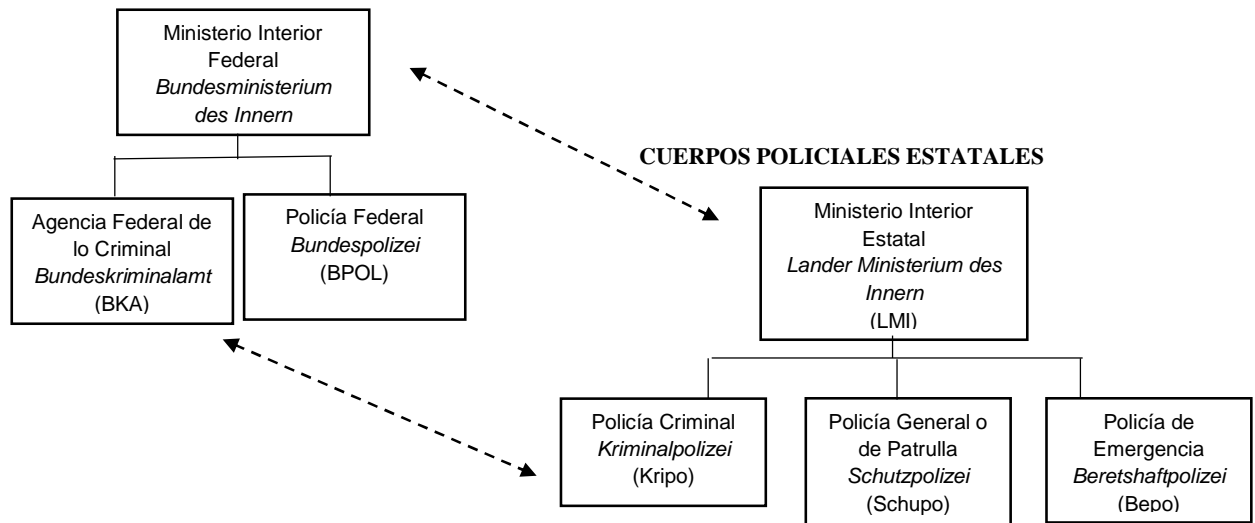 Ministerio Interior
Federal
Bundesministerium
des Innern
Agencia Federal de
lo Criminal
Bundeskriminalamt
(BKA)
Policía Federal
Bundespolizei
(BPOL)
CUERPOS POLICIALES ESTATALES
Ministerio Interior
Estatal
Lander Ministerium des
Innern
(LMI)
Policía Criminal
Kriminalpolizei
(Kripo)
Policía General o
de Patrulla
Schutzpolizei
(Schupo)
Policía de
Emergencia
Beretshaftpolizei
(Bepo)